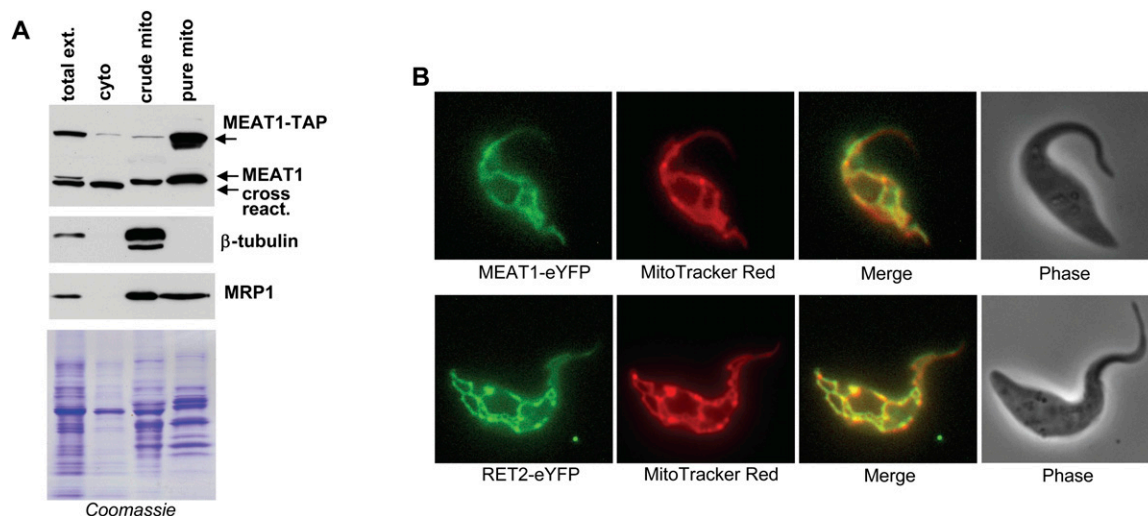 A
total ext.
cyto
crude mito
pure mito
MEAT1-TAP
MEAT1
cross
react.
β-tubulin
MRP1
Coomassie
B
MEAT1-eYFP
MitoTracker Red
Merge
Phase
RET2-eYFP
MitoTracker Red
Merge
Phase